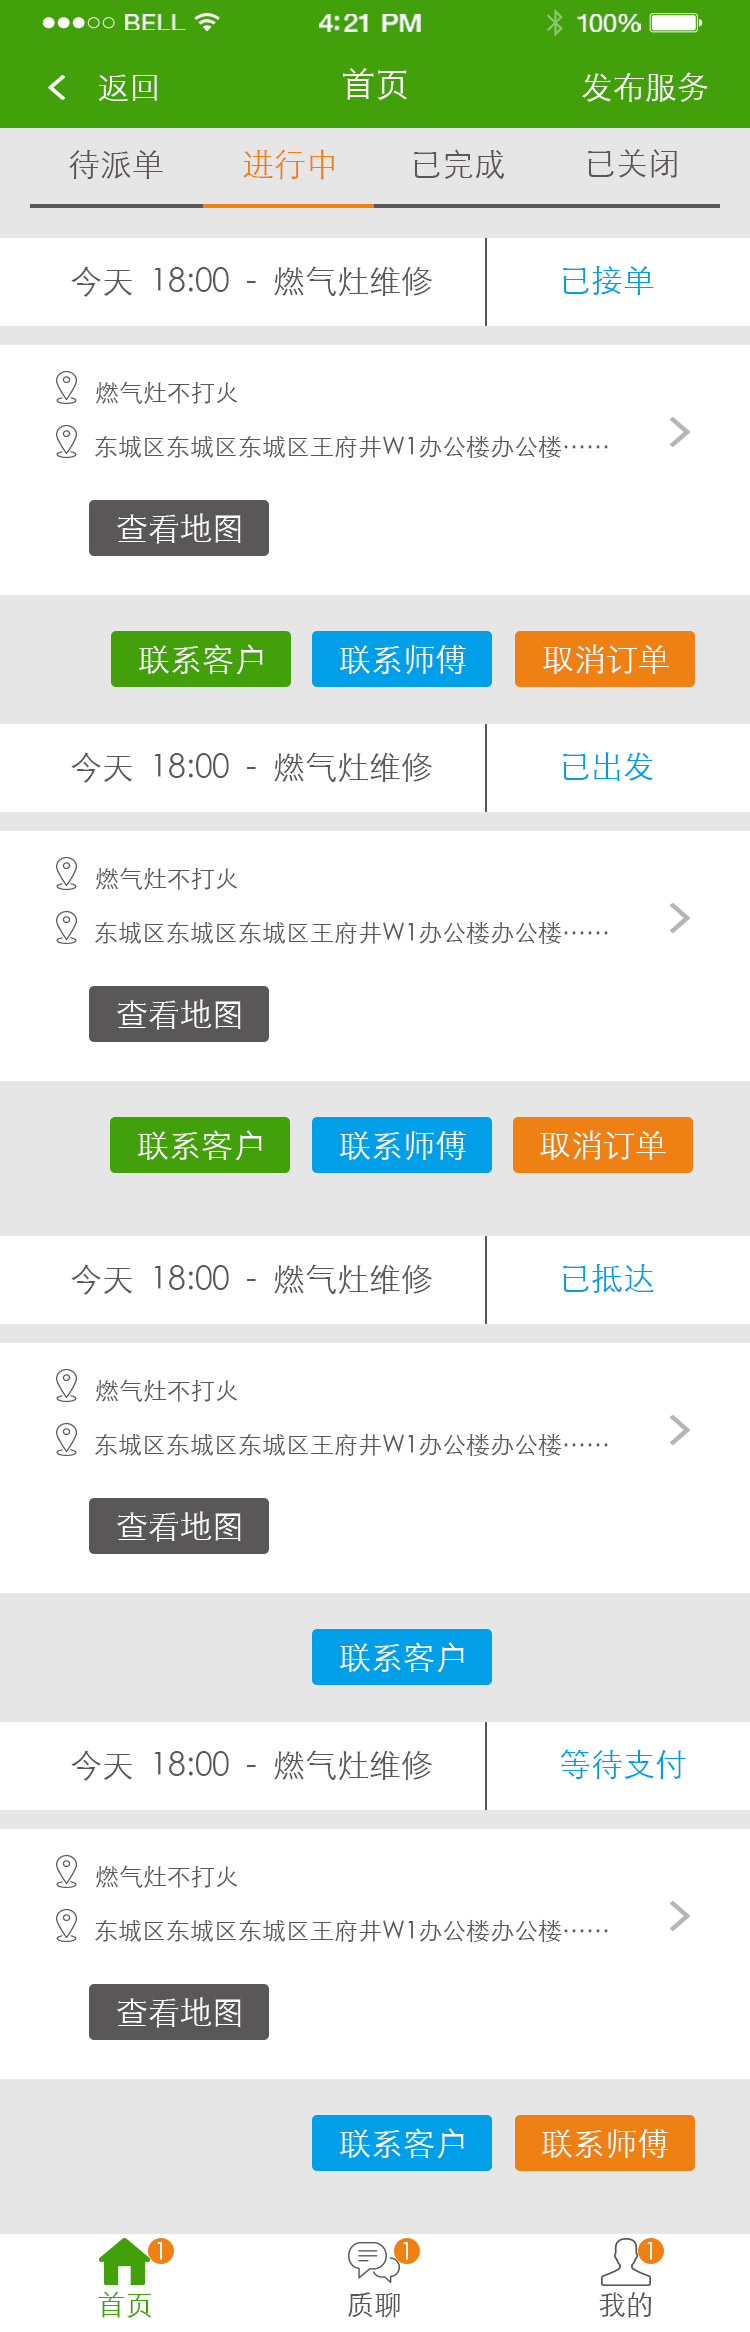 BELL 4:21 PM 100%
返回 首页 发布服务
待派单 进行中 已完成 已关闭
今天 18:00 - 燃气灶维修 已接单
燃气灶不打火
东城区东城区东城区王府井W1办公楼办公楼……
查看地图
联系客户 联系师傅 取消订单
今天 18:00 - 燃气灶维修 已出发
燃气灶不打火
东城区东城区东城区王府井W1办公楼办公楼……
查看地图
联系客户 联系师傅 取消订单
今天 18:00 - 燃气灶维修 已抵达
燃气灶不打火
东城区东城区东城区王府井W1办公楼办公楼……
查看地图
联系客户
今天 18:00 - 燃气灶维修 等待支付
燃气灶不打火
东城区东城区东城区王府井W1办公楼办公楼……
查看地图
联系客户 联系师傅
1 1 1
首页 质聊 我的